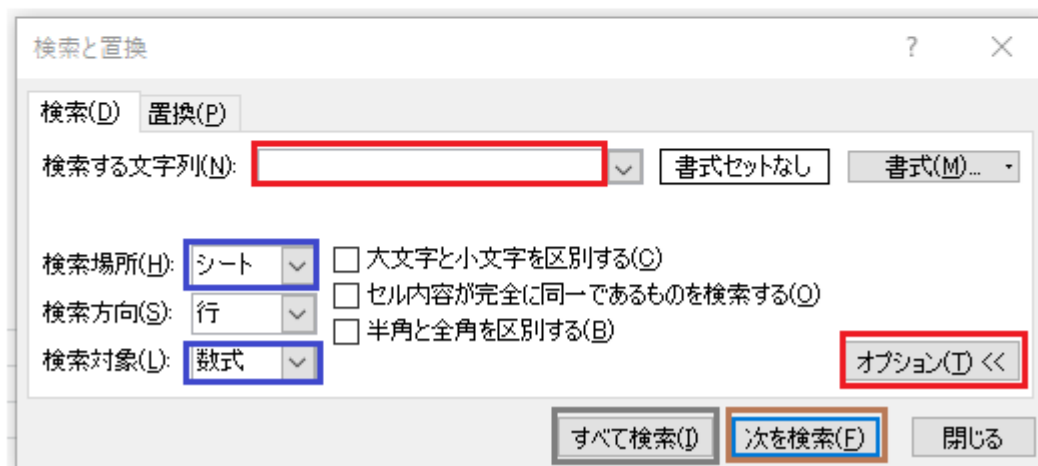 検索と置換
検索(D) 置換(P)
検索する文字列(N): 書式セットなし 書式(M)...
検索場所(H): シート 大文字と小文字を区別する(C)
セル内容が完全に同一であるものを検索する(O)
検索方向(S): 行
半角と全角を区別する(B)
検索対象(L): 数式 オプション(T) <<
すべて検索(I) 次を検索(F) 閉じる